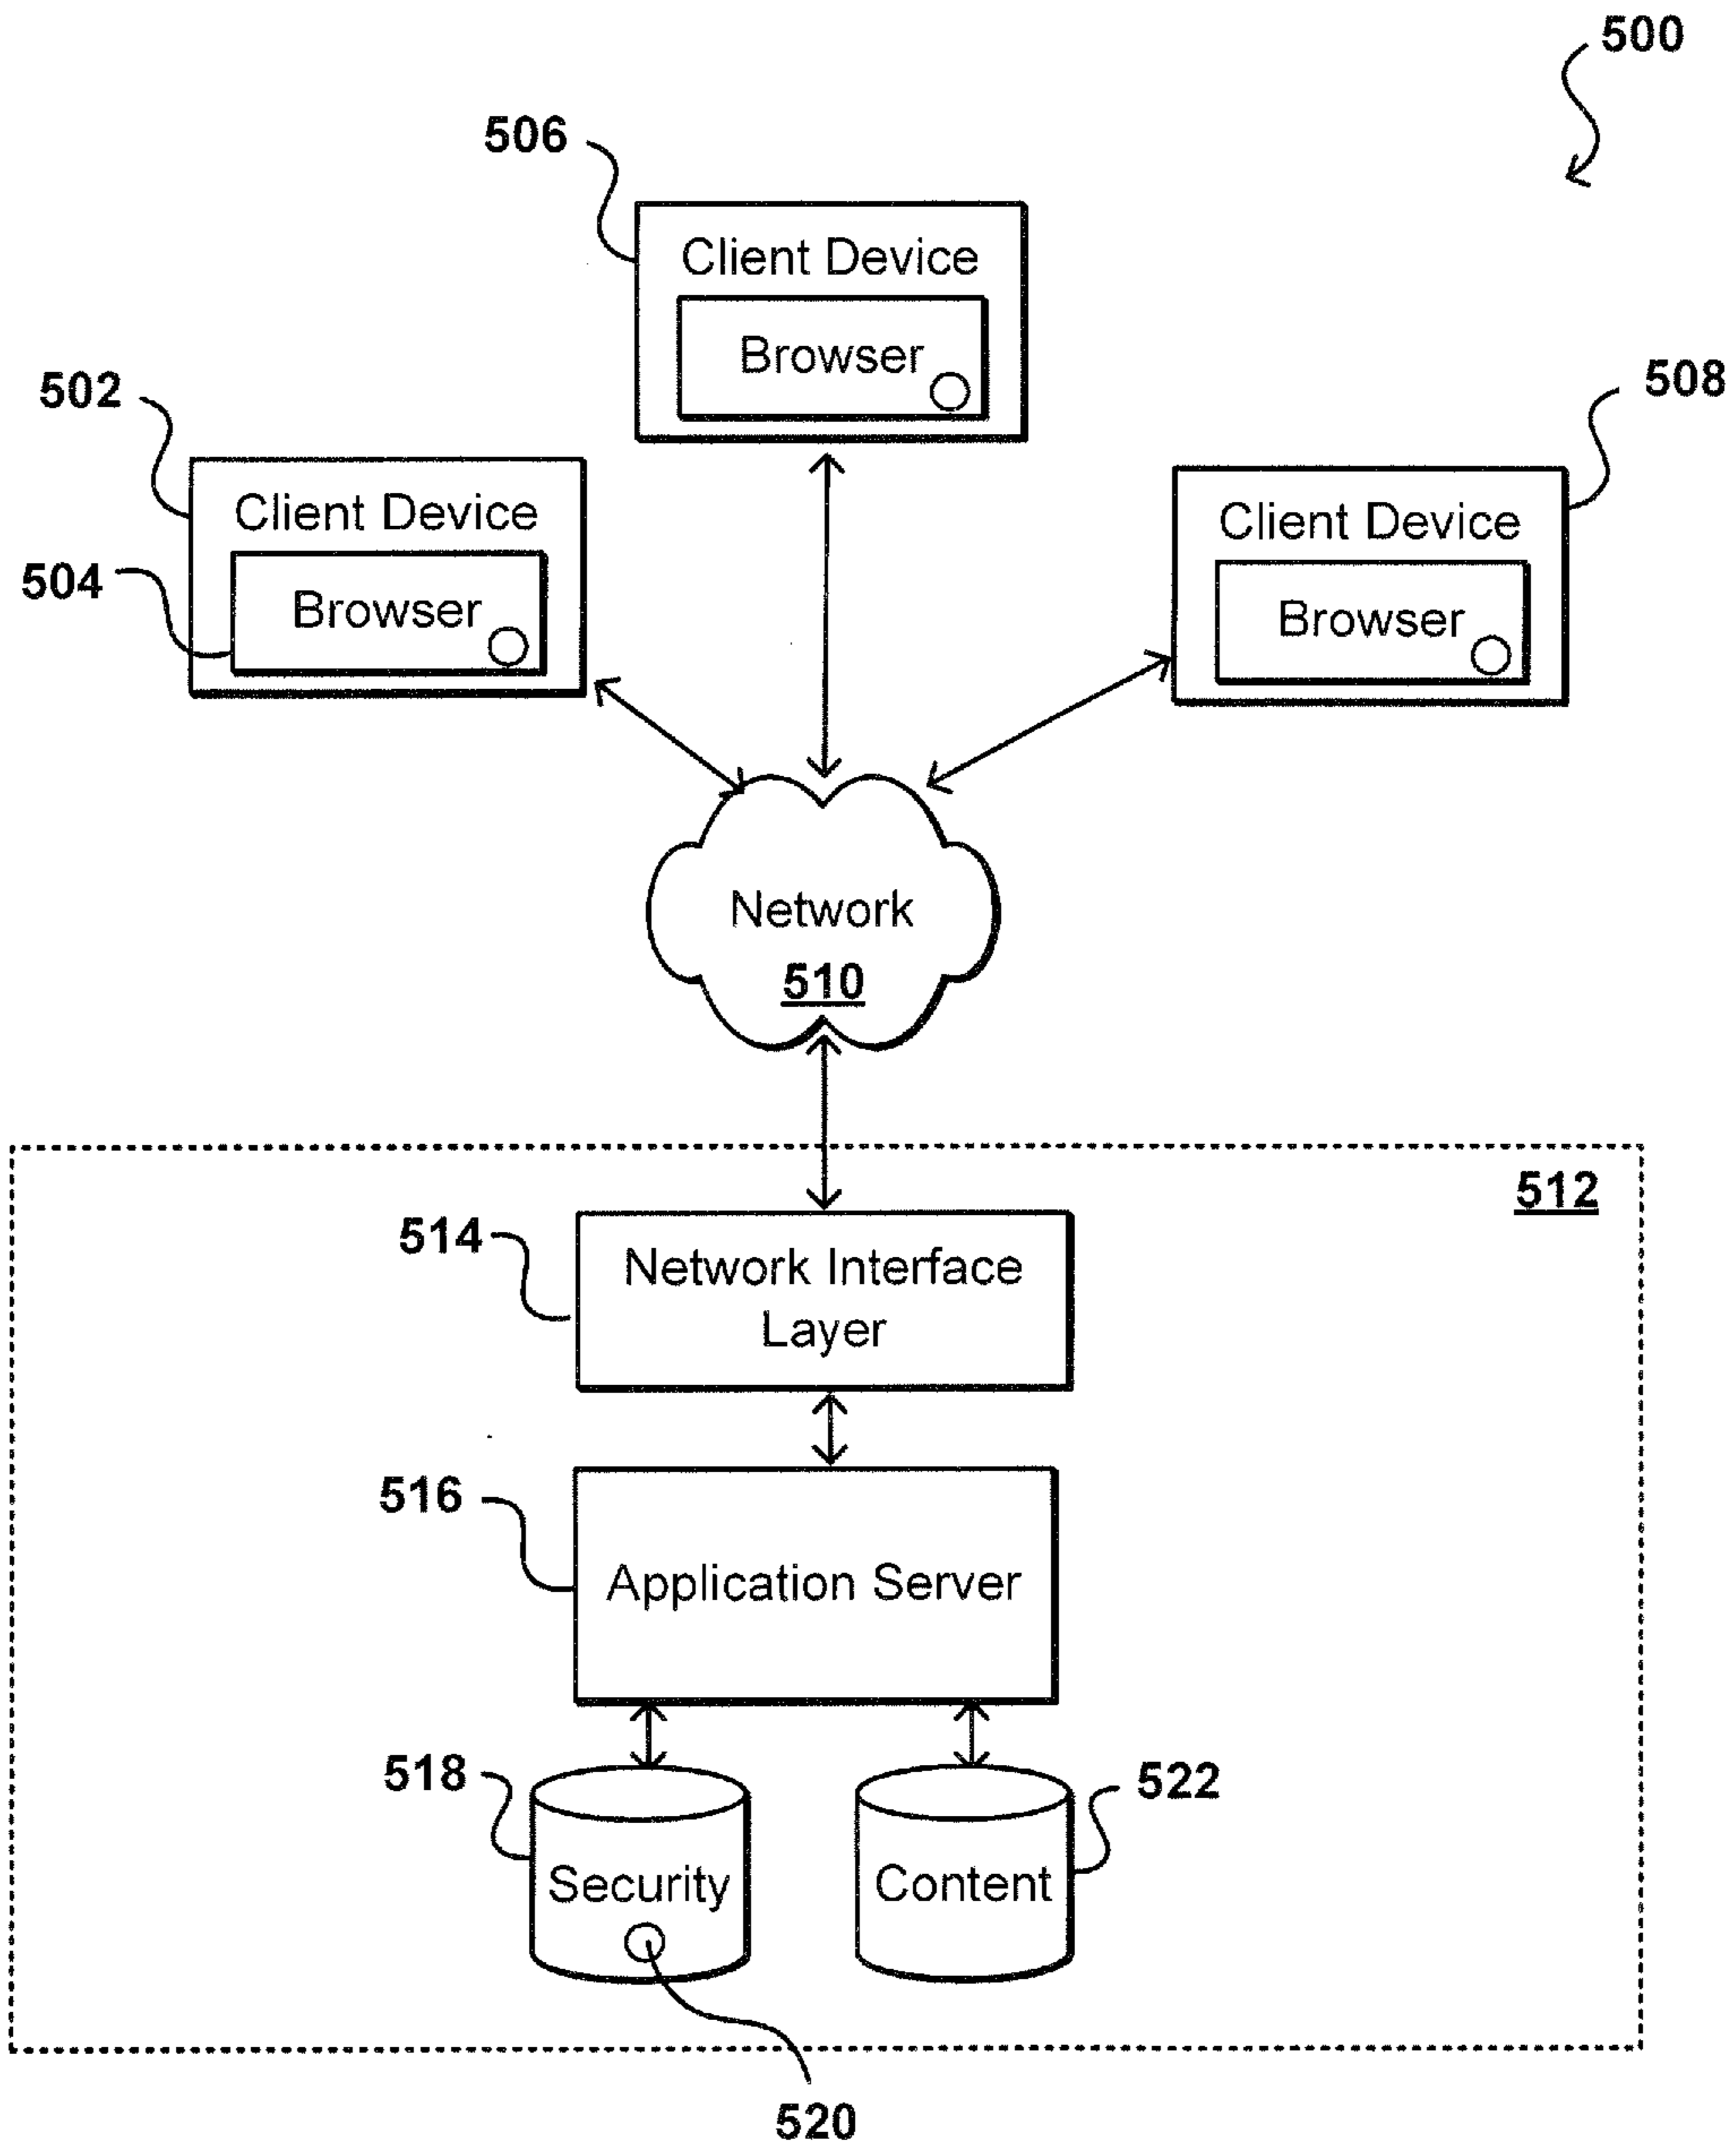 500
506
Client Device
Browser
502
508
Client Device
Client Device
504
Browser
Browser
Network
510
512
514
Network Interface
Layer
516
Application Server
518
522
Security
Content
520